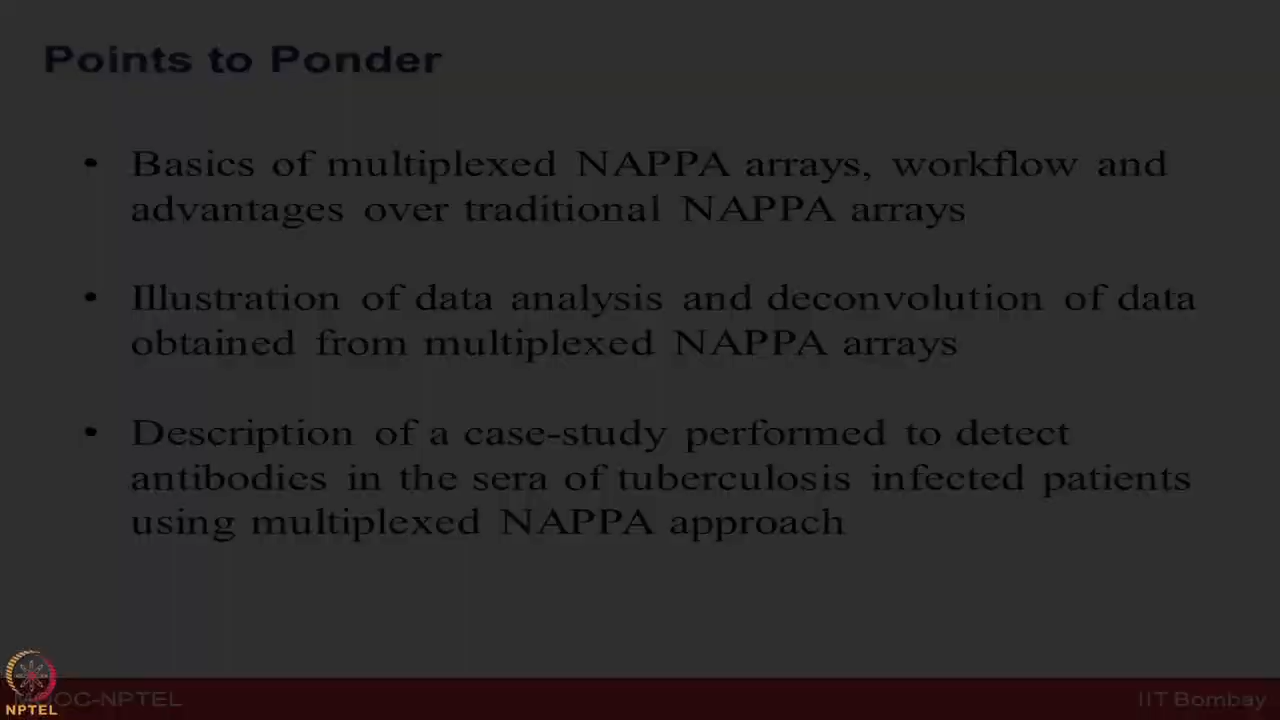 Points to Ponder
• Basics of multiplexed NAPPA arrays, workflow and
advantages over traditional NAPPA arrays
• Illustration of data analysis and deconvolution of data
obtained from multiplexed NAPPA arrays
• Description of a case-study performed to detect
antibodies in the sera of tuberculosis infected patients
using multiplexed NAPPA approach
MOOC-NPTEL
IIT Bombay
NPTEL